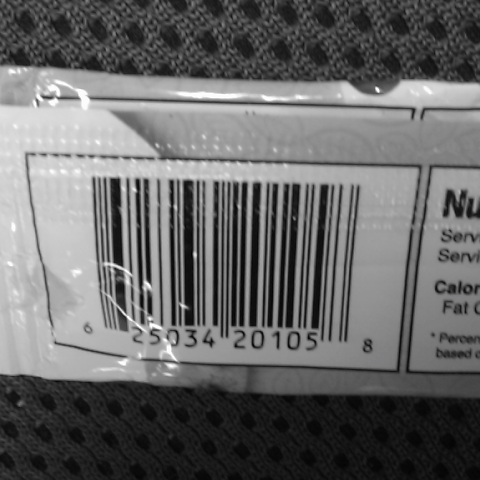 6 25034 20105 8
Nu
Servi
Servi
Calor
Fat C
* Percen
based o